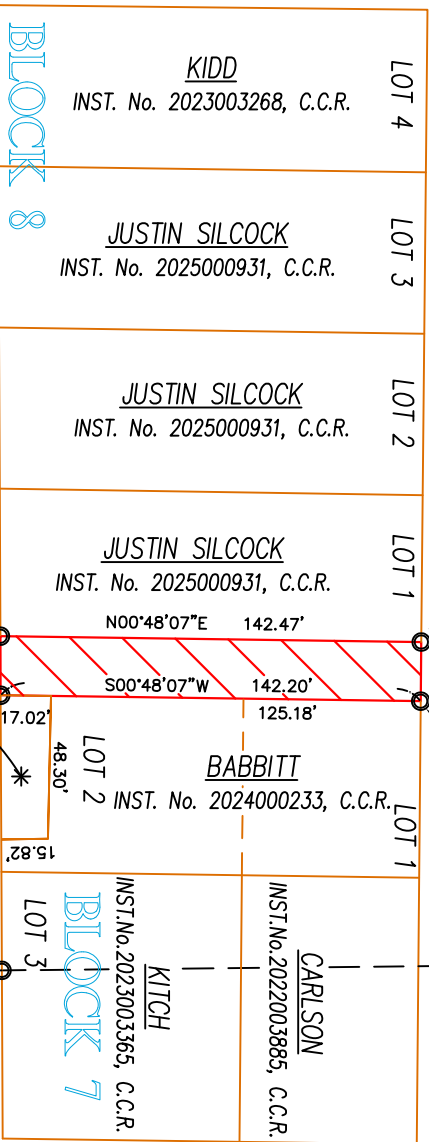 BLOCK 8
LOT 4
KIDD
INST. No. 2023003268, C.C.R.
LOT 3
JUSTIN SILCOCK
INST. No. 2025000931, C.C.R.
LOT 2
JUSTIN SILCOCK
INST. No. 2025000931, C.C.R.
LOT 1
JUSTIN SILCOCK
INST. No. 2025000931, C.C.R.
N00°48'07"E 142.47'
S00°48'07"W 142.20'
17.02'
125.18'
48.30'
15.82'
LOT 2
BABBITT
INST. No. 2024000233, C.C.R.
LOT 1
LOT 3
BLOCK 7
KITCH
INST.No.2023003365, C.C.R.
CARLSON
INST.No.2022003885, C.C.R.